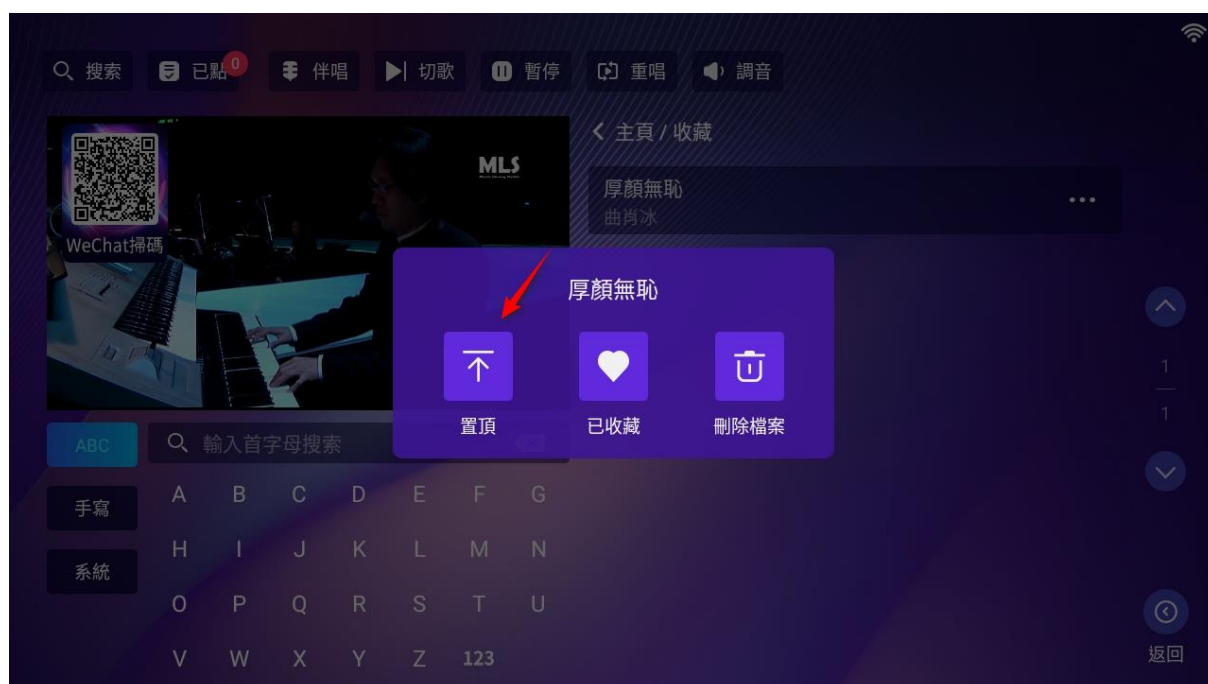 搜索
已點
0
伴唱
切歌
暫停
重唱
調音
MLS
WeChat掃碼
主頁 / 收藏
厚顏無恥
曲肖冰
厚顏無恥
置頂
已收藏
刪除檔案
1
1
ABC
輸入首字母搜索
手寫
系統
A B C D E F G
H I J K L M N
O P Q R S T U
V W X Y Z 123
返回